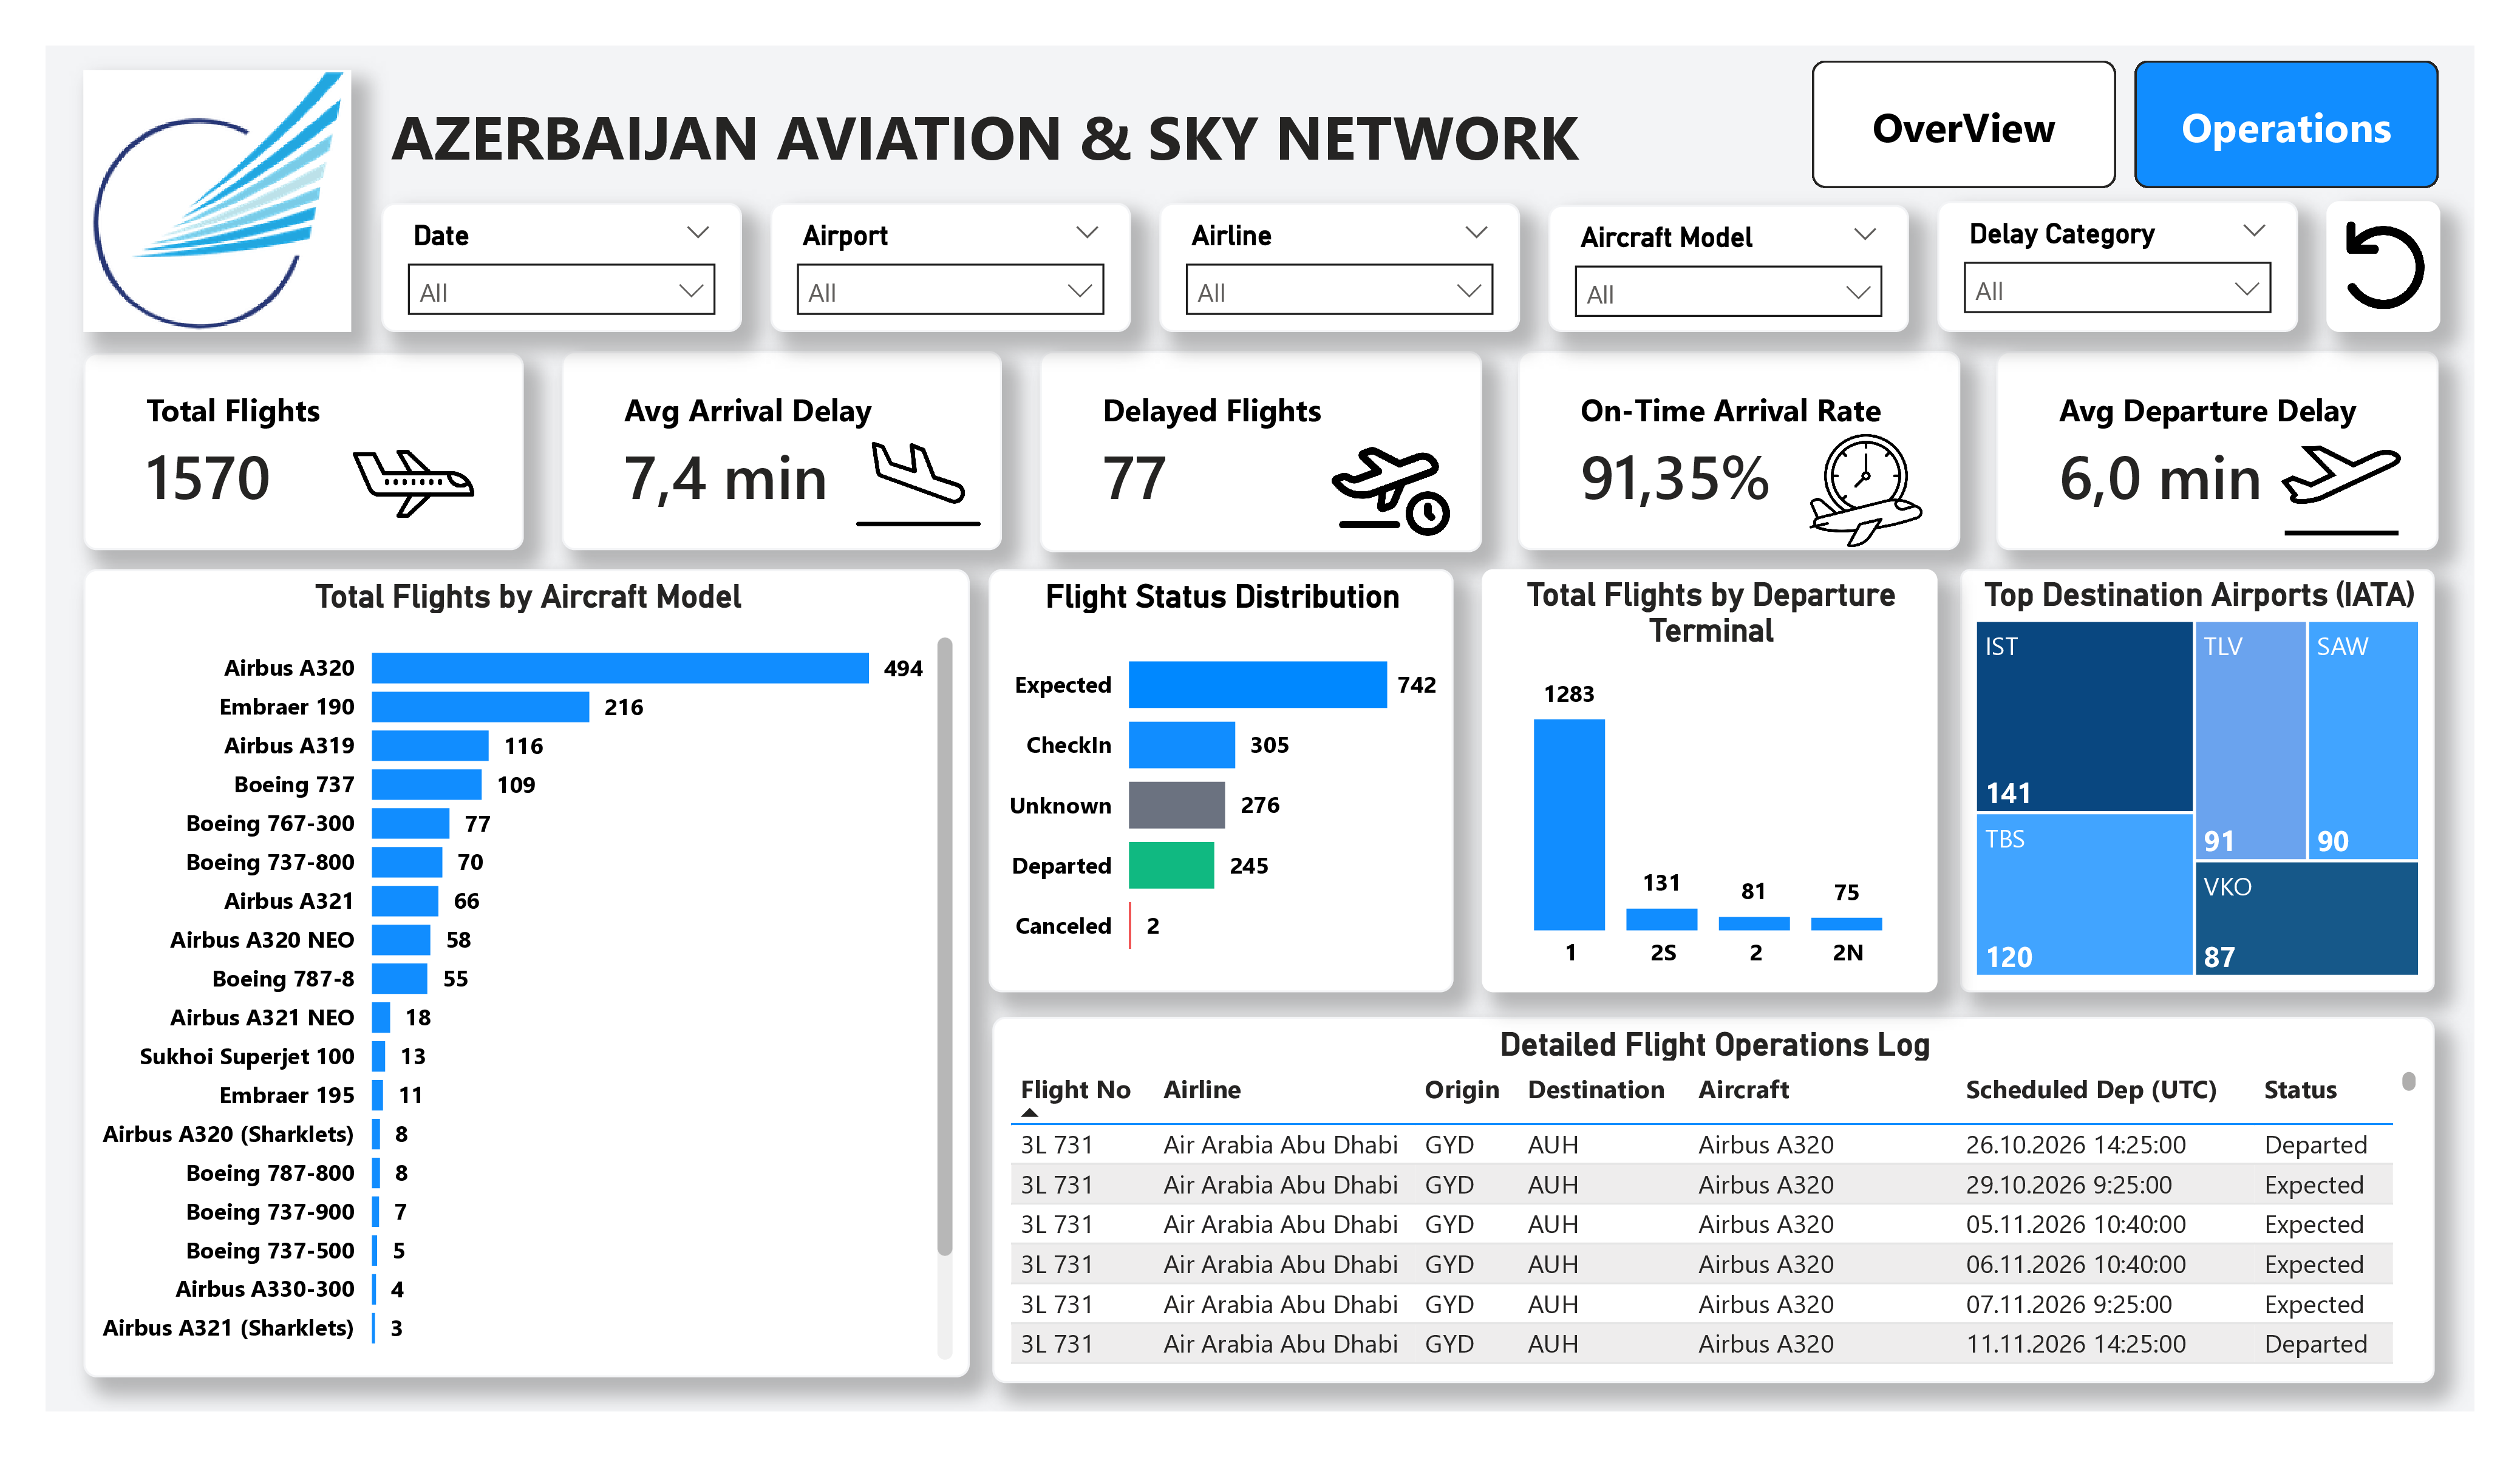 AZERBAIJAN AVIATION & SKY NETWORK
OverView
Operations
Date
All
Airport
All
Airline
All
Aircraft Model
All
Delay Category
All
Total Flights
1570
Avg Arrival Delay
7,4 min
Delayed Flights
77
On-Time Arrival Rate
91,35%
Avg Departure Delay
6,0 min
Total Flights by Aircraft Model
Airbus A320 494
Embraer 190 216
Airbus A319 116
Boeing 737 109
Boeing 767-300 77
Boeing 737-800 70
Airbus A321 66
Airbus A320 NEO 58
Boeing 787-8 55
Airbus A321 NEO 18
Sukhoi Superjet 100 13
Embraer 195 11
Airbus A320 (Sharklets) 8
Boeing 787-800 8
Boeing 737-900 7
Boeing 737-500 5
Airbus A330-300 4
Airbus A321 (Sharklets) 3
Flight Status Distribution
Expected 742
CheckIn 305
Unknown 276
Departed 245
Canceled 2
Total Flights by Departure
Terminal
1283
131
81
75
1 2S 2 2N
Top Destination Airports (IATA)
IST
141
TBS
120
TLV
91
SAW
90
VKO
87
Detailed Flight Operations Log
Flight No Airline Origin Destination Aircraft Scheduled Dep (UTC) Status
3L 731 Air Arabia Abu Dhabi GYD AUH Airbus A320 26.10.2026 14:25:00 Departed
3L 731 Air Arabia Abu Dhabi GYD AUH Airbus A320 29.10.2026 9:25:00 Expected
3L 731 Air Arabia Abu Dhabi GYD AUH Airbus A320 05.11.2026 10:40:00 Expected
3L 731 Air Arabia Abu Dhabi GYD AUH Airbus A320 06.11.2026 10:40:00 Expected
3L 731 Air Arabia Abu Dhabi GYD AUH Airbus A320 07.11.2026 9:25:00 Expected
3L 731 Air Arabia Abu Dhabi GYD AUH Airbus A320 11.11.2026 14:25:00 Departed